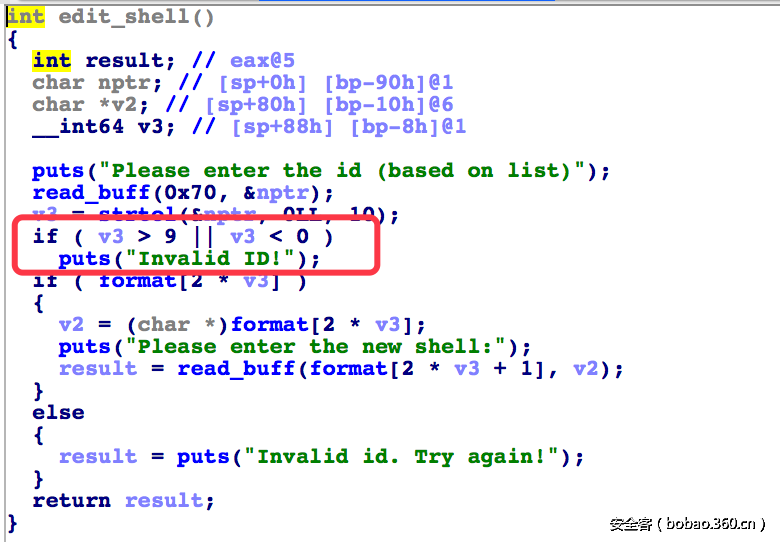 int edit_shell()
{
  int result; // eax@5
  char nptr; // [sp+0h] [bp-90h]@1
  char *v2; // [sp+80h] [bp-10h]@6
  __int64 v3; // [sp+88h] [bp-8h]@1

  puts("Please enter the id (based on list)");
  read_buff(0x70, &nptr);
  v3 = strtol(&nptr, 0LL, 10);
  if ( v3 > 9 || v3 < 0 )
    puts("Invalid ID!");
  if ( format[2 * v3] )
  {
    v2 = (char *)format[2 * v3];
    puts("Please enter the new shell:");
    result = read_buff(format[2 * v3 + 1], v2);
  }
  else
  {
    result = puts("Invalid id. Try again!");
  }
  return result;
}
安全客（bobao.360.cn）